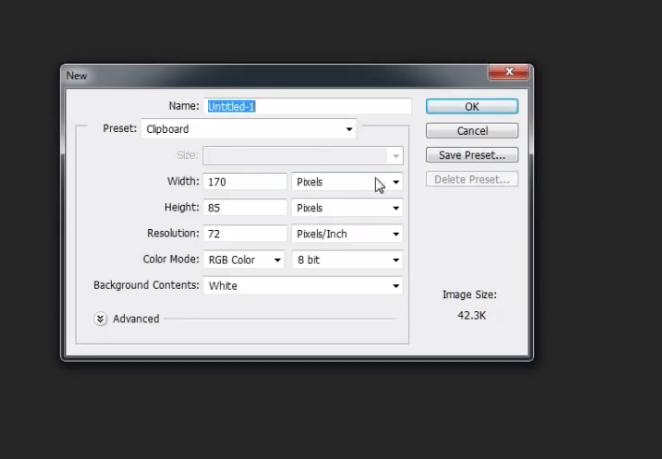 New
Name: Untitled-1
OK
Preset: Clipboard
Cancel
Size:
Save Preset...
Width: 170 Pixels
Delete Preset...
Height: 85 Pixels
Resolution: 72 Pixels/Inch
Color Mode: RGB Color 8 bit
Background Contents: White
Image Size:
42.3K
Advanced